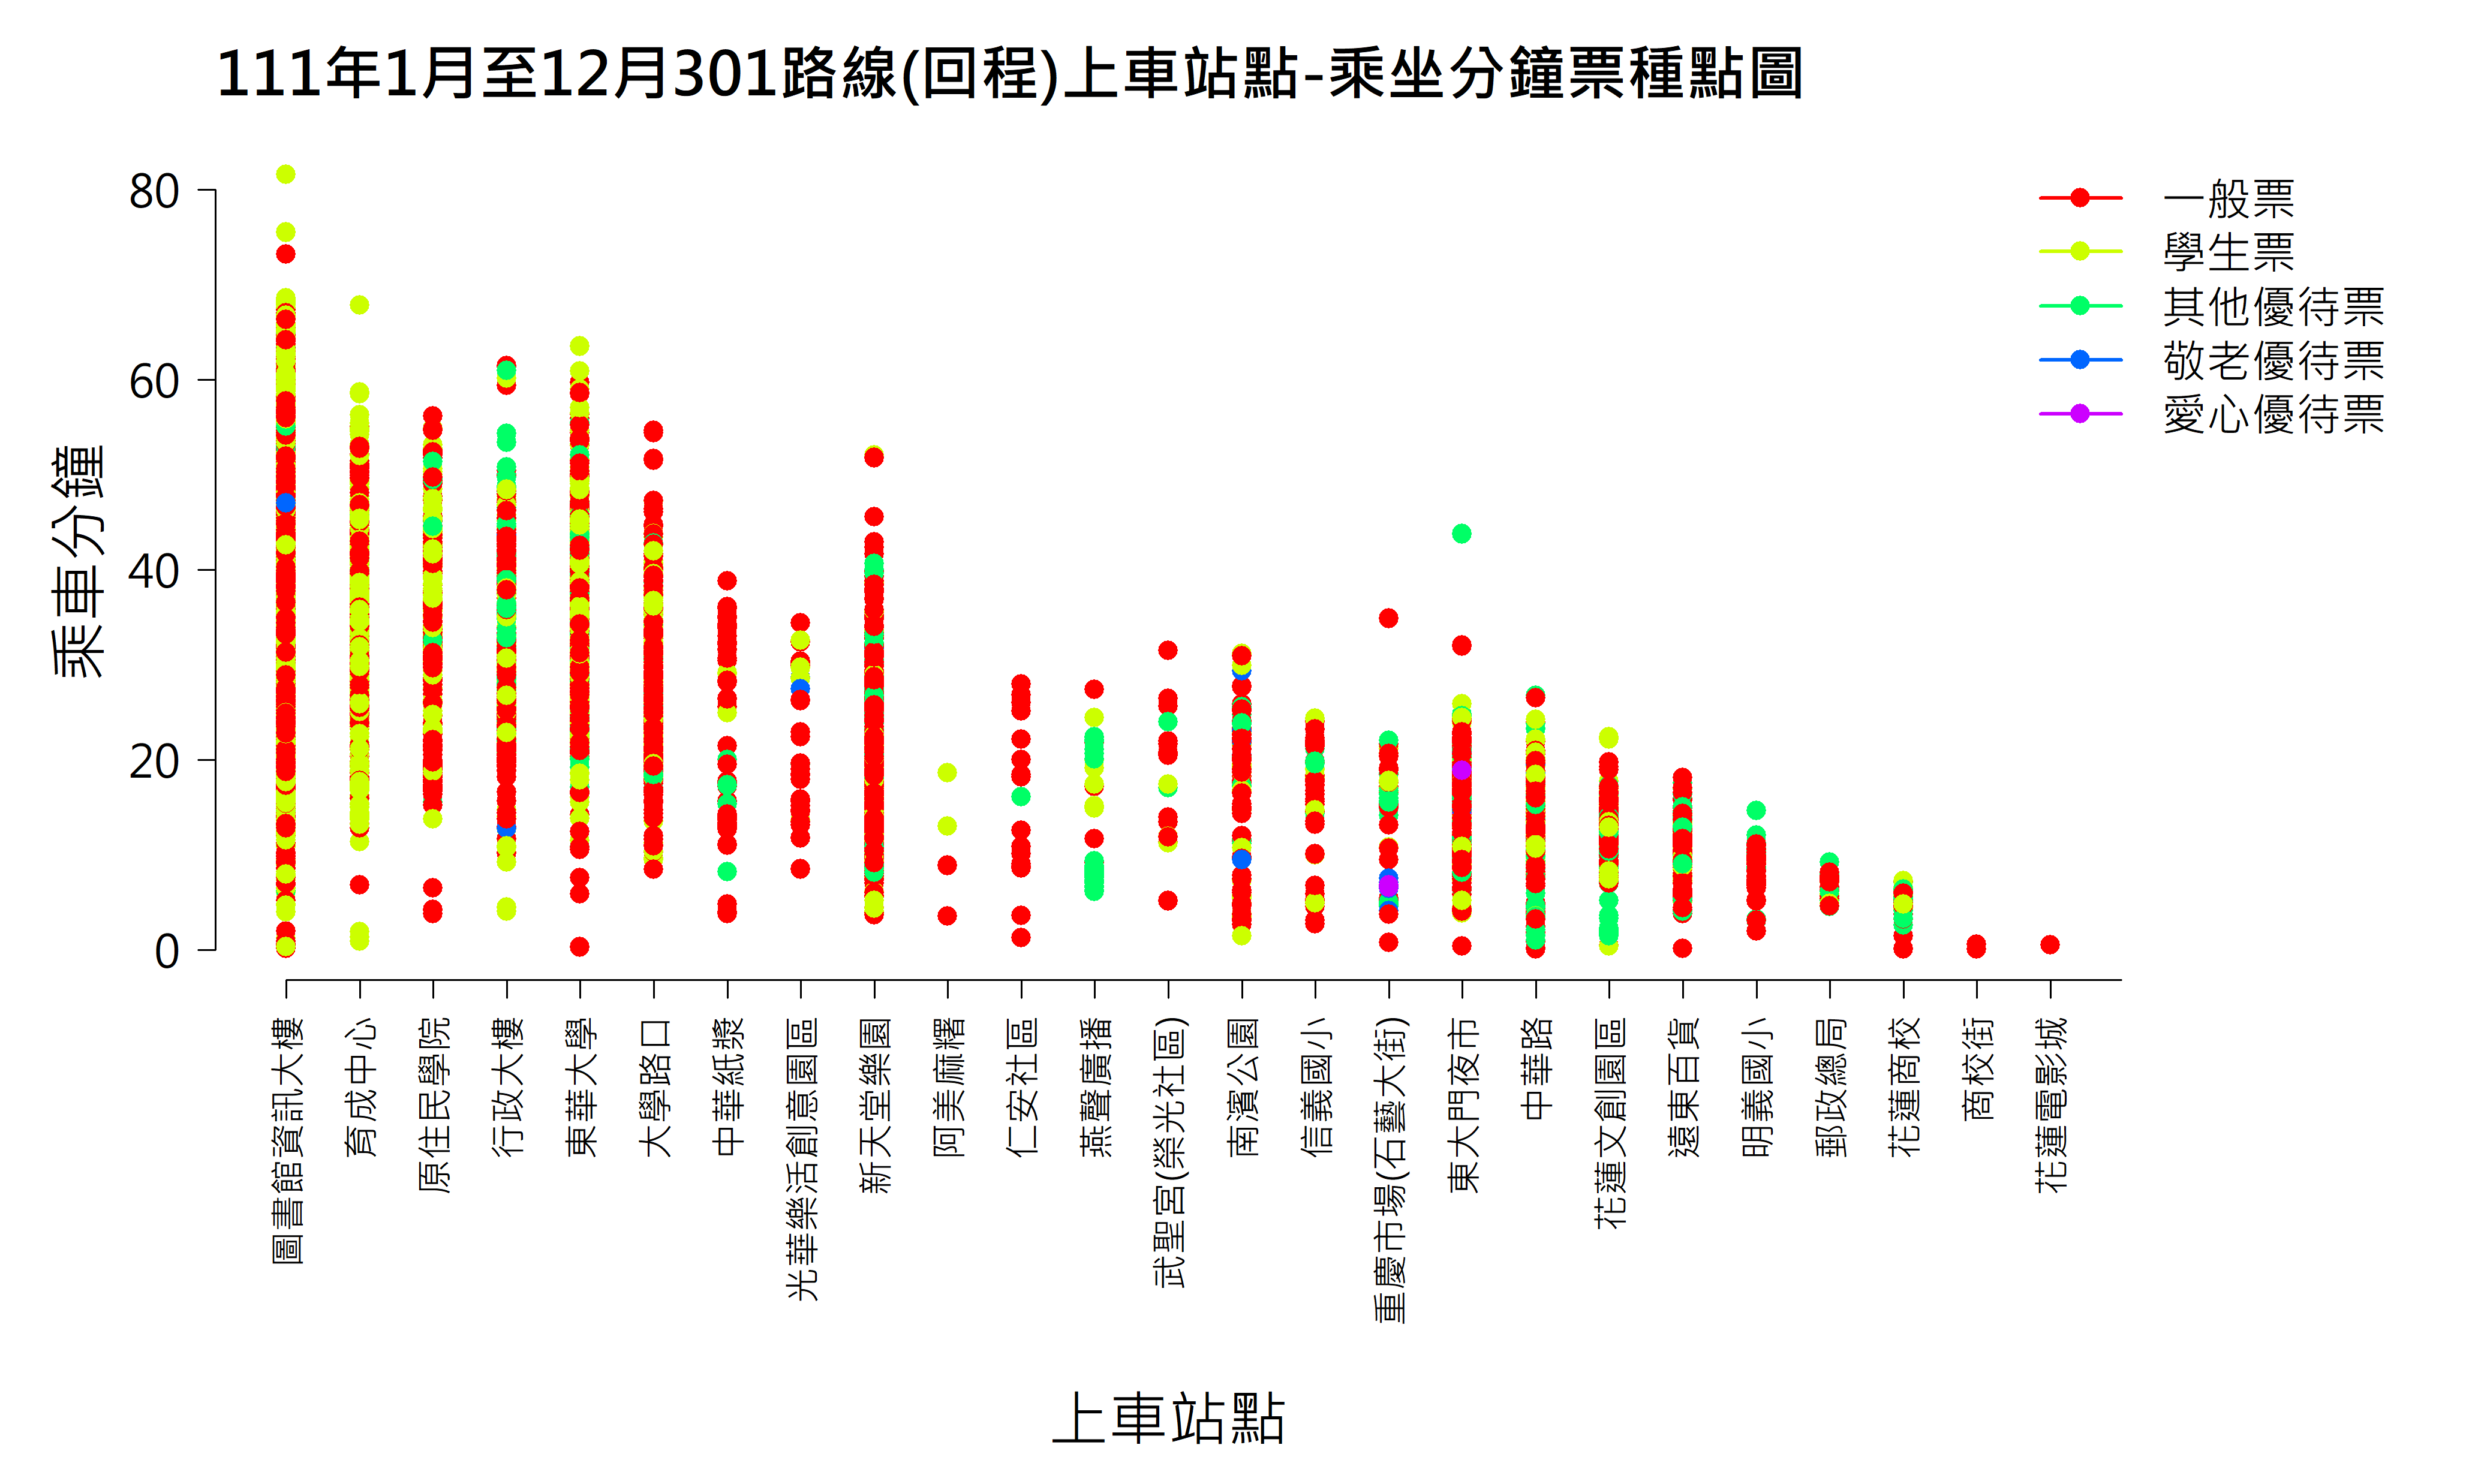 111年1月至12月301路線(回程)上車站點-乘坐分鐘票種點圖
一般票
學生票
其他優待票
敬老優待票
愛心優待票
乘車分鐘
80
60
40
20
0
圖書館資訊大樓
育成中心
原住民學院
行政大樓
東華大學
大學路口
中華紙漿
光華樂活創意園區
新天堂樂園
阿美麻糬
仁安社區
燕聲廣播
武聖宮(榮光社區)
南濱公園
信義國小
重慶市場(石藝大街)
東大門夜市
中華路
花蓮文創園區
遠東百貨
明義國小
郵政總局
花蓮商校
商校街
花蓮電影城
上車站點